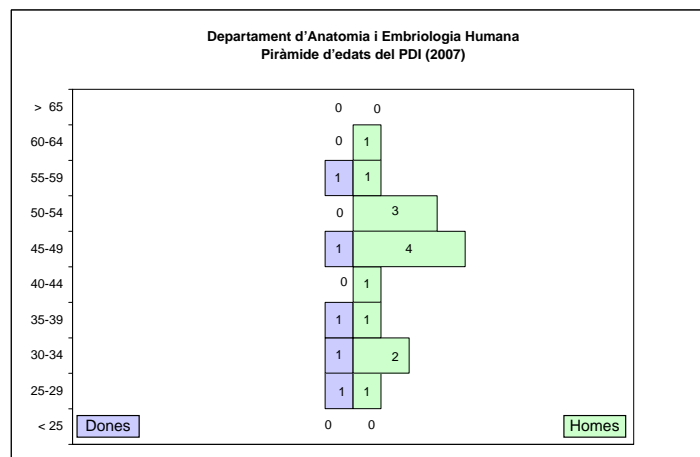 Departament d'Anatomia i Embriologia Humana
Piràmide d'edats del PDI (2007)
> 65 0 0
60-64 0 1
55-59 1 1
50-54 0 3
45-49 1 4
40-44 0 1
35-39 1 1
30-34 1 2
25-29 1 1
< 25 0 0
Dones Homes